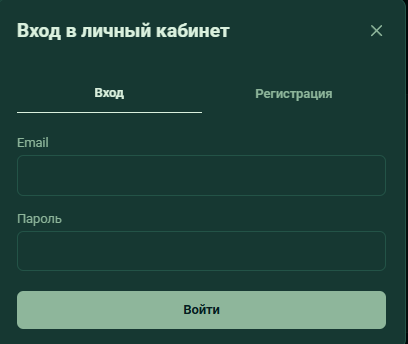 Вход в личный кабинет
Вход
Регистрация
Email
Пароль
Войти